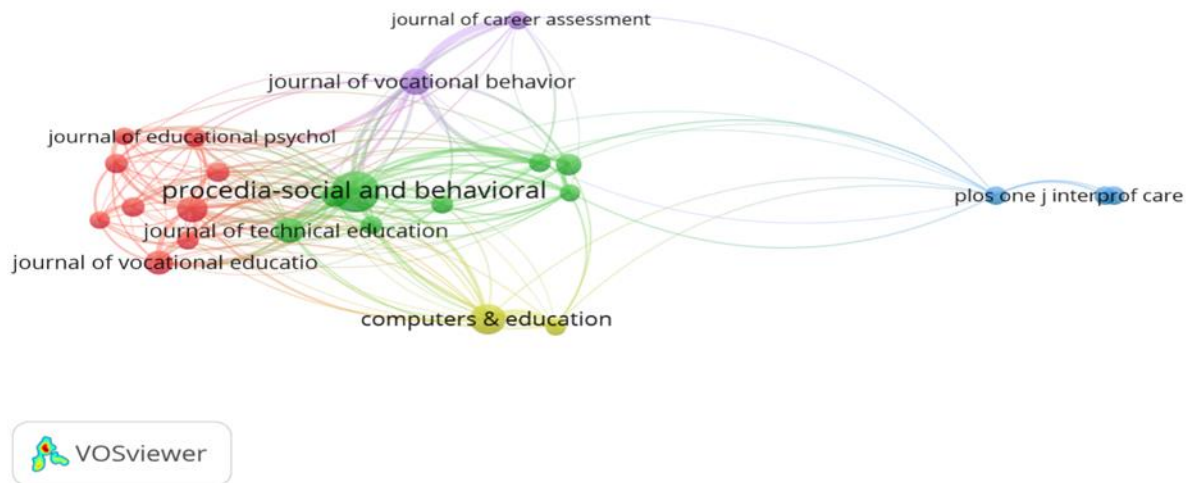 journal of career assessment
journal of vocational behavior
journal of educational psychol
procedia-social and behavioral
plos one j interprof care
journal of technical education
journal of vocational educatio
computers & education
VOSviewer